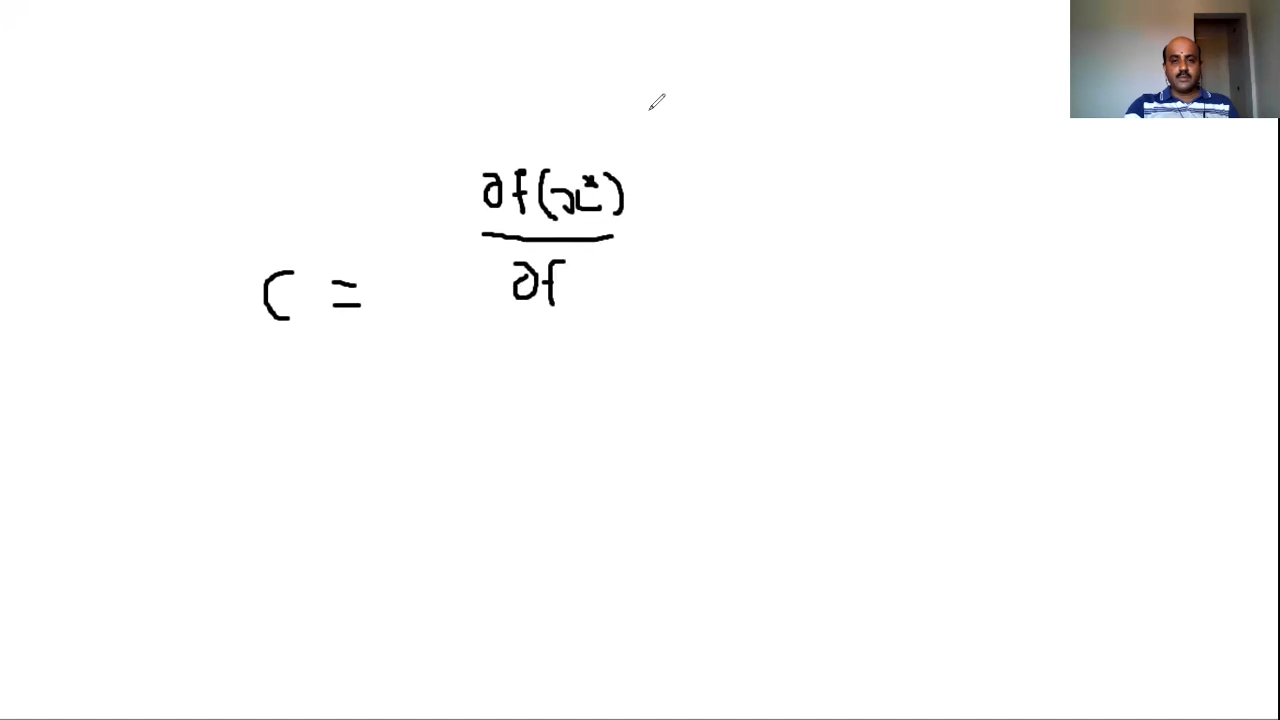 ∂f(x*)
C =
∂f